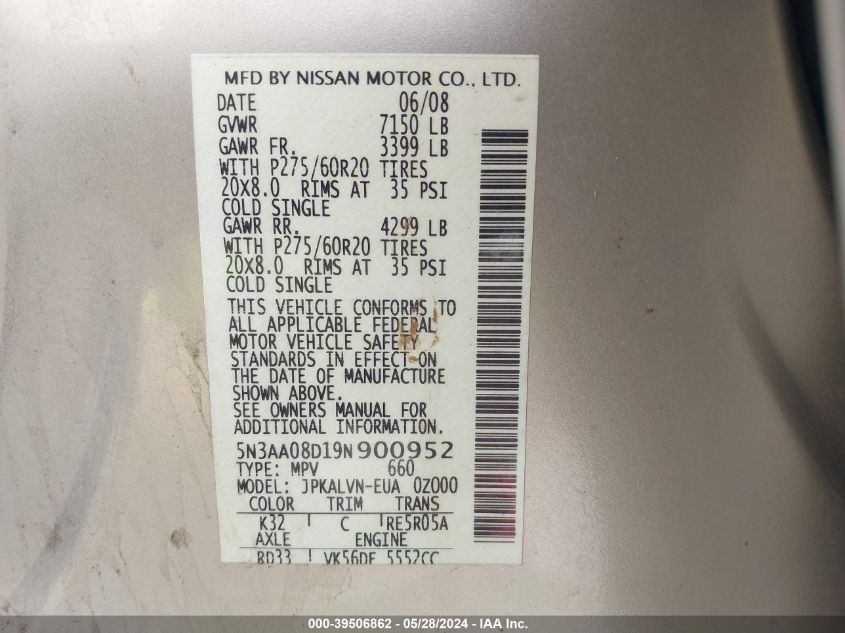 MFD BY NISSAN MOTOR CO., LTD.
DATE 06/08
GVWR 7150 LB
GAWR FR. 3399 LB
WITH P275/60R20 TIRES
20X8.0 RIMS AT 35 PSI
COLD SINGLE
GAWR RR. 4299 LB
WITH P275/60R20 TIRES
20X8.0 RIMS AT 35 PSI
COLD SINGLE
THIS VEHICLE CONFORMS TO
ALL APPLICABLE FEDERAL
MOTOR VEHICLE SAFETY
STANDARDS IN EFFECT ON
THE DATE OF MANUFACTURE
SHOWN ABOVE.
SEE OWNERS MANUAL FOR
ADDITIONAL INFORMATION.
5N3AA08D19N900952
TYPE: MPV 660
MODEL: JPKALVN-EUA 0Z000
COLOR TRIM TRANS
K32 C RE5R05A
AXLE ENGINE
RD33 VK56DE 5552CC
000-39506862 - 05/28/2024 - IAA Inc.